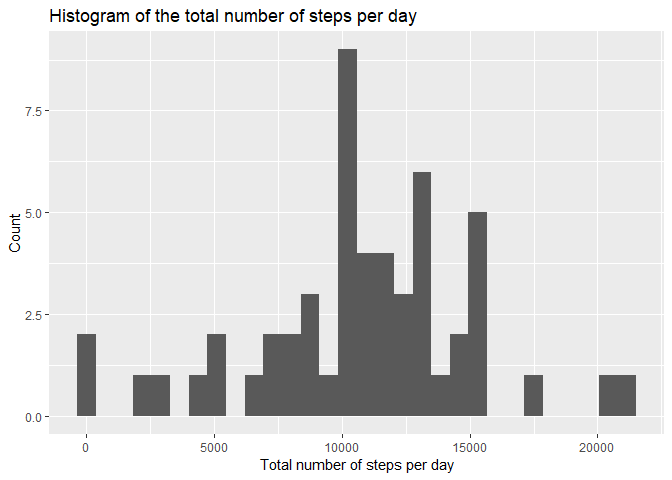 Histogram of the total number of steps per day
7.5
5.0
2.5
0.0
Count
0 5000 10000 15000 20000
Total number of steps per day